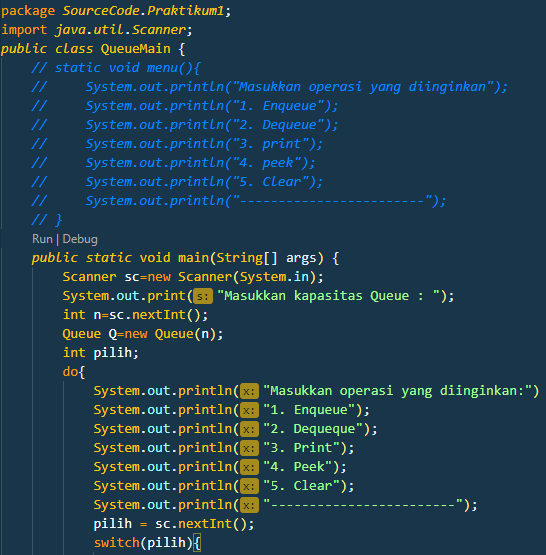 package SourceCode.Praktikum1;
import java.util.Scanner;
public class QueueMain {
// static void menu(){
//     System.out.println("Masukkan operasi yang diinginkan");
//     System.out.println("1. Enqueue");
//     System.out.println("2. Dequeue");
//     System.out.println("3. print");
//     System.out.println("4. peek");
//     System.out.println("5. Clear");
//     System.out.println("------------------------");
// }
Run | Debug
public static void main(String[] args) {
Scanner sc=new Scanner(System.in);
System.out.print(s: "Masukkan kapasitas Queue : ");
int n=sc.nextInt();
Queue Q=new Queue(n);
int pilih;
do{
System.out.println(x: "Masukkan operasi yang diinginkan:")
System.out.println(x: "1. Enqueue");
System.out.println(x: "2. Dequeque");
System.out.println(x: "3. Print");
System.out.println(x: "4. Peek");
System.out.println(x: "5. Clear");
System.out.println(x: "------------------------");
pilih = sc.nextInt();
switch(pilih){